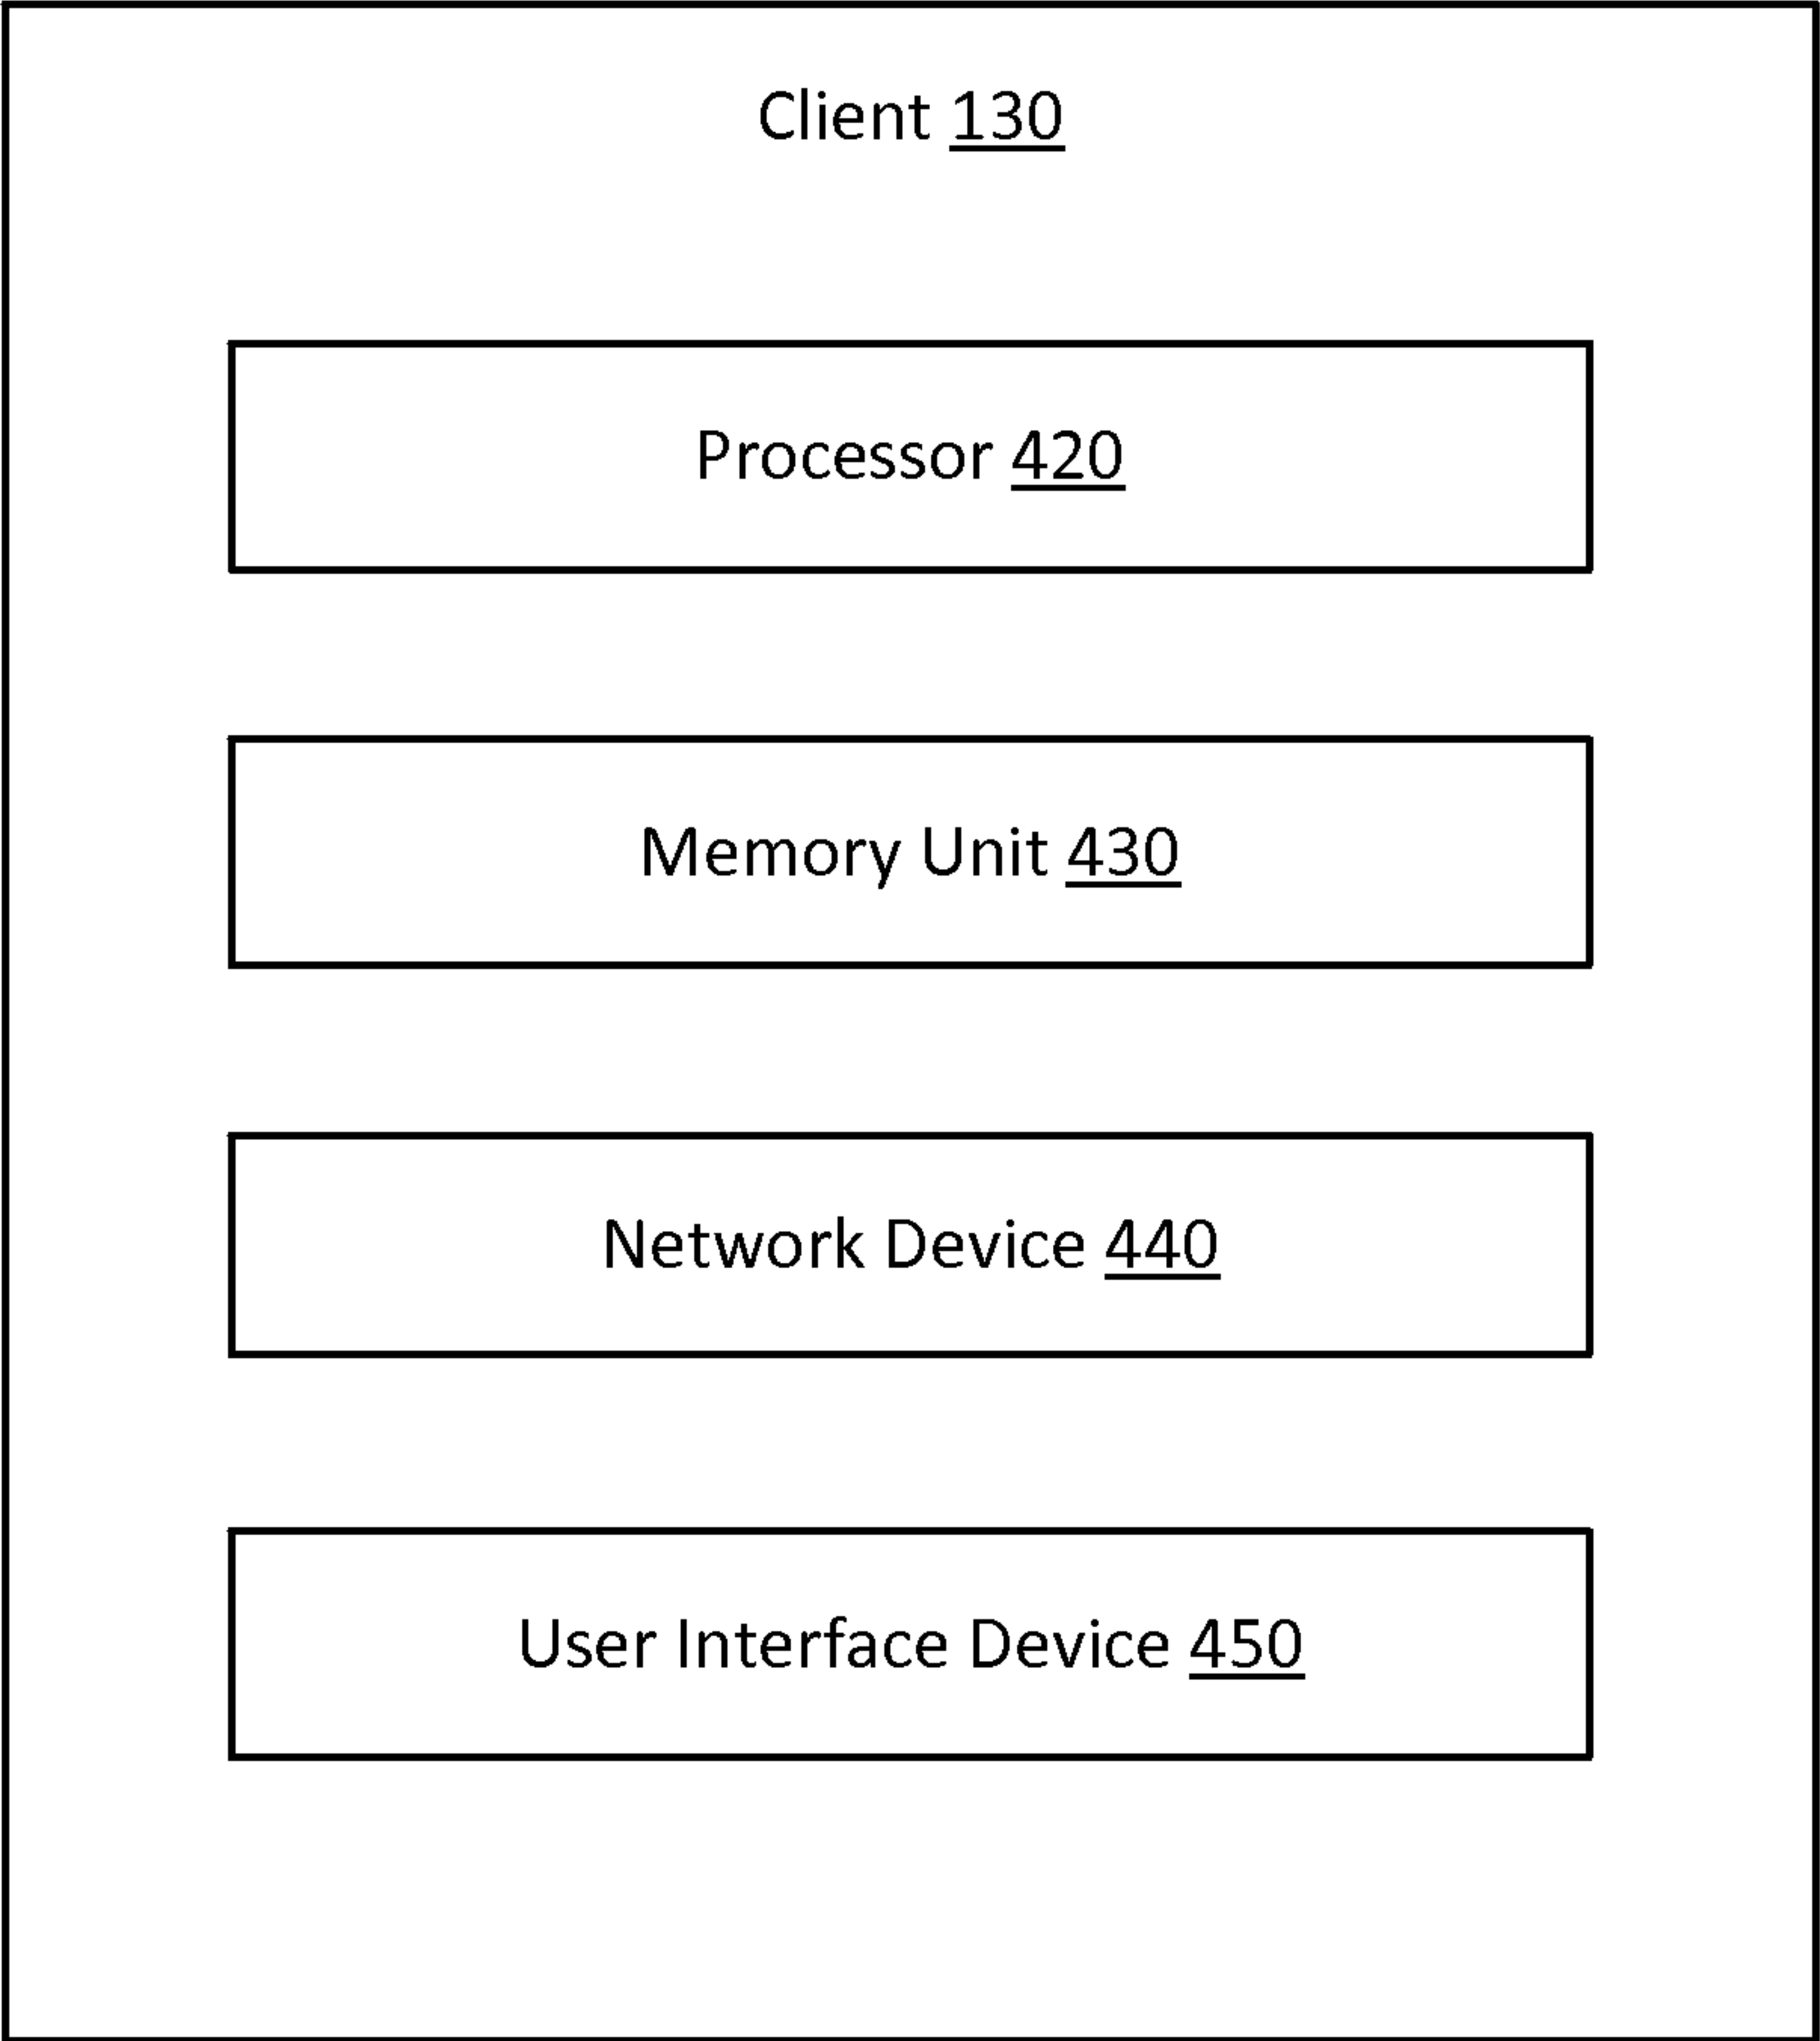 Client 130
Processor 420
Memory Unit 430
Network Device 440
User Interface Device 450